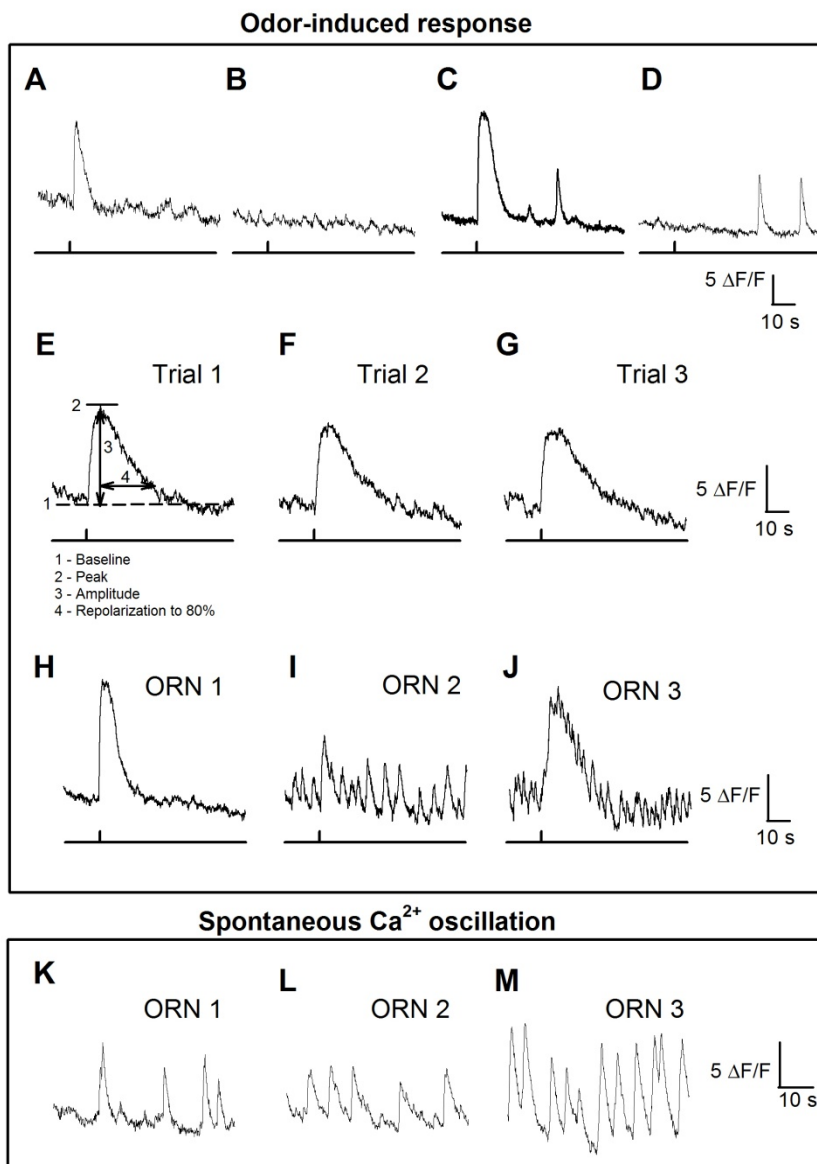 Odor-induced response
A B C D
5 ΔF/F
10 s
E F G
Trial 1 Trial 2 Trial 3
2
3
4
1
5 ΔF/F
10 s
1 - Baseline
2 - Peak
3 - Amplitude
4 - Repolarization to 80%
H I J
ORN 1 ORN 2 ORN 3
5 ΔF/F
10 s
Spontaneous Ca²⁺ oscillation
K L M
ORN 1 ORN 2 ORN 3
5 ΔF/F
10 s